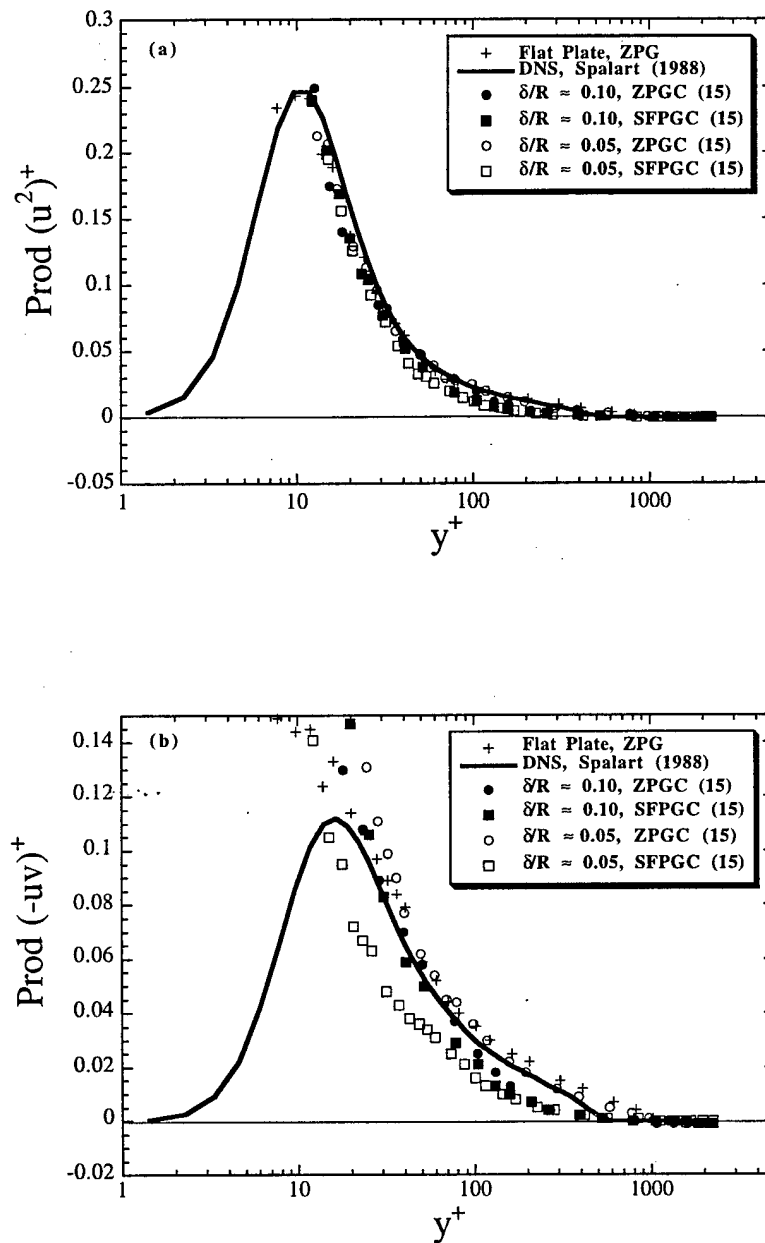 (a)
Flat Plate, ZPG
DNS, Spalart (1988)
δ/R ≈ 0.10, ZPGC (15)
δ/R ≈ 0.10, SFPGC (15)
δ/R ≈ 0.05, ZPGC (15)
δ/R ≈ 0.05, SFPGC (15)
Prod (u²)⁺
0.3
0.25
0.2
0.15
0.1
0.05
0
-0.05
1
10
100
1000
y⁺
(b)
Flat Plate, ZPG
DNS, Spalart (1988)
δ/R ≈ 0.10, ZPGC (15)
δ/R ≈ 0.10, SFPGC (15)
δ/R ≈ 0.05, ZPGC (15)
δ/R ≈ 0.05, SFPGC (15)
Prod (-uv)⁺
0.14
0.12
0.1
0.08
0.06
0.04
0.02
0
-0.02
1
10
100
1000
y⁺